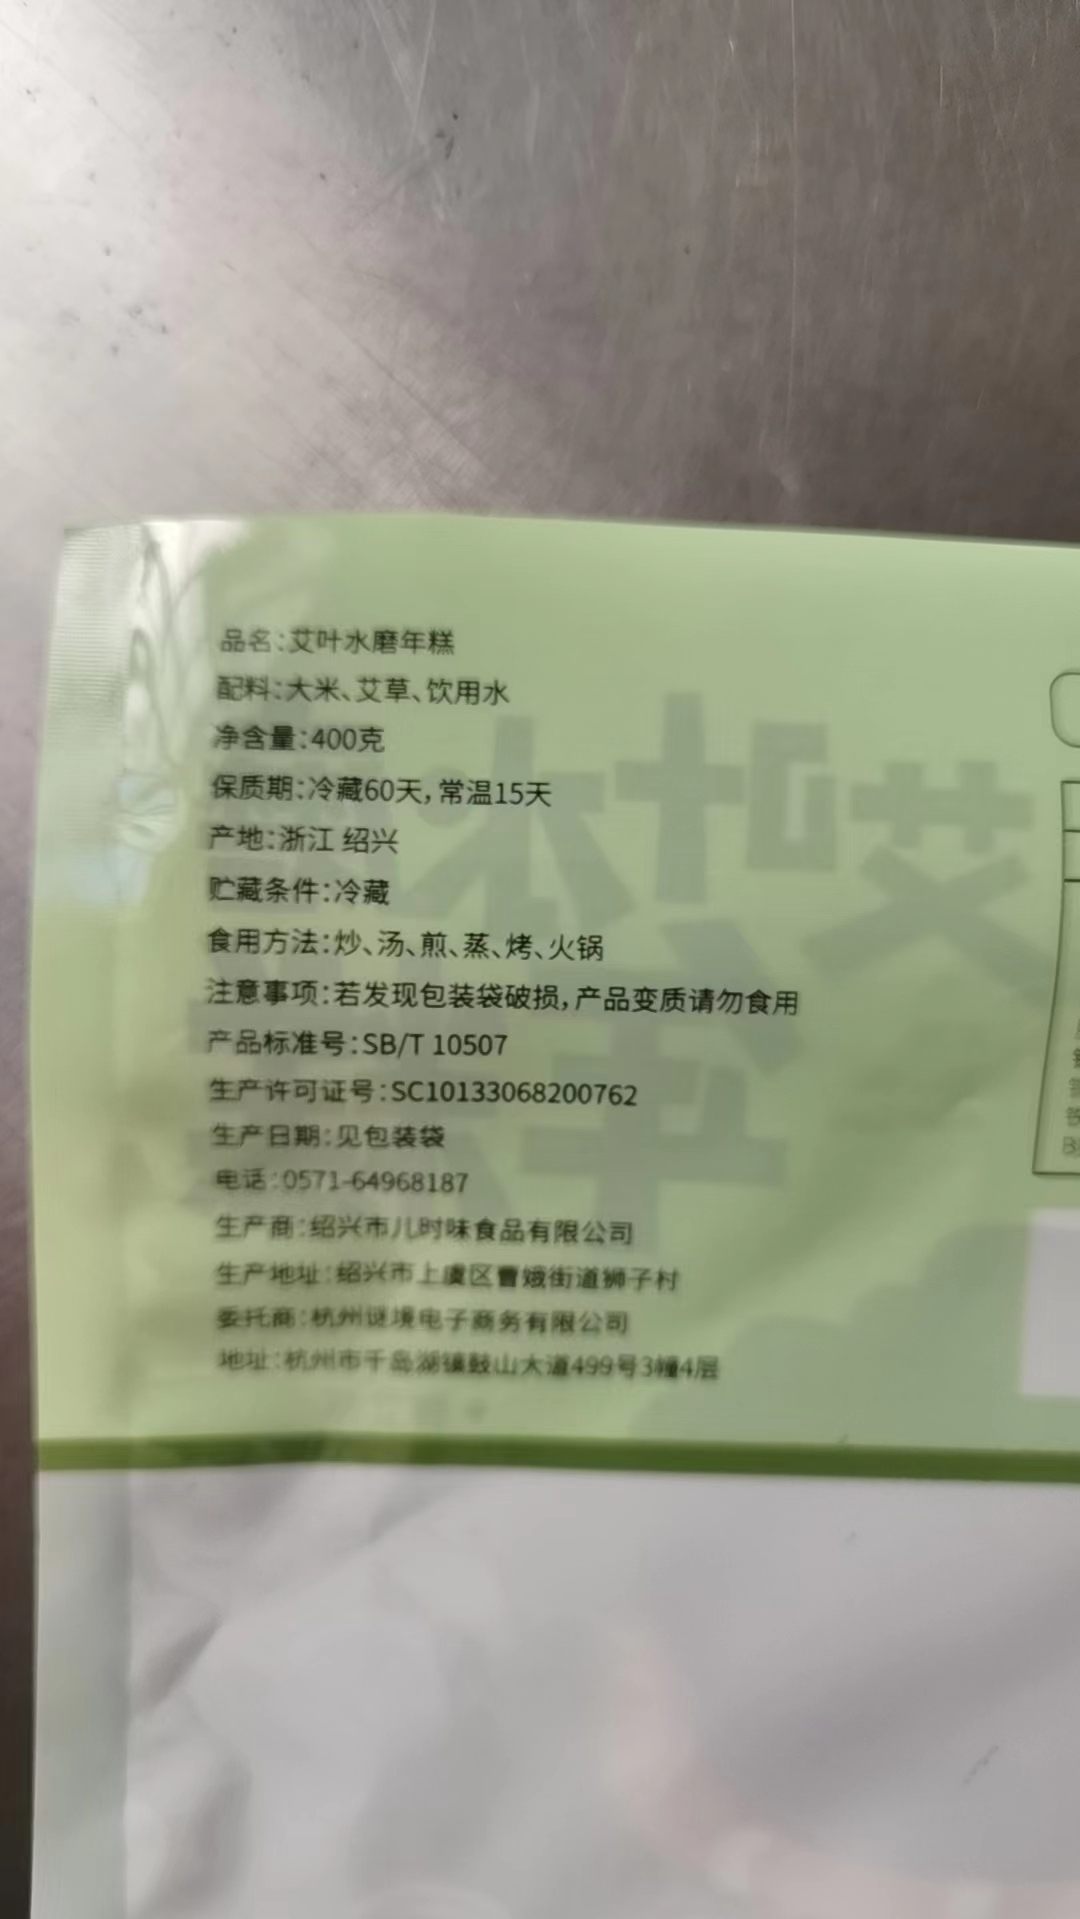 品名:艾叶水磨年糕
配料:大米、艾草、饮用水
净含量:400克
保质期:冷藏60天,常温15天
产地:浙江 绍兴
贮藏条件:冷藏
食用方法:炒、汤、煎、蒸、烤、火锅
注意事项:若发现包装袋破损,产品变质请勿食用
产品标准号:SB/T 10507
生产许可证号:SC10133068200762
生产日期:见包装袋
电话:0571-64968187
生产商:绍兴市儿时味食品有限公司
生产地址:绍兴市上虞区曹娥街道狮子村
委托商:杭州谜境电子商务有限公司
地址:杭州市千岛湖镇鼓山大道499号3幢4层
艾叶水
年